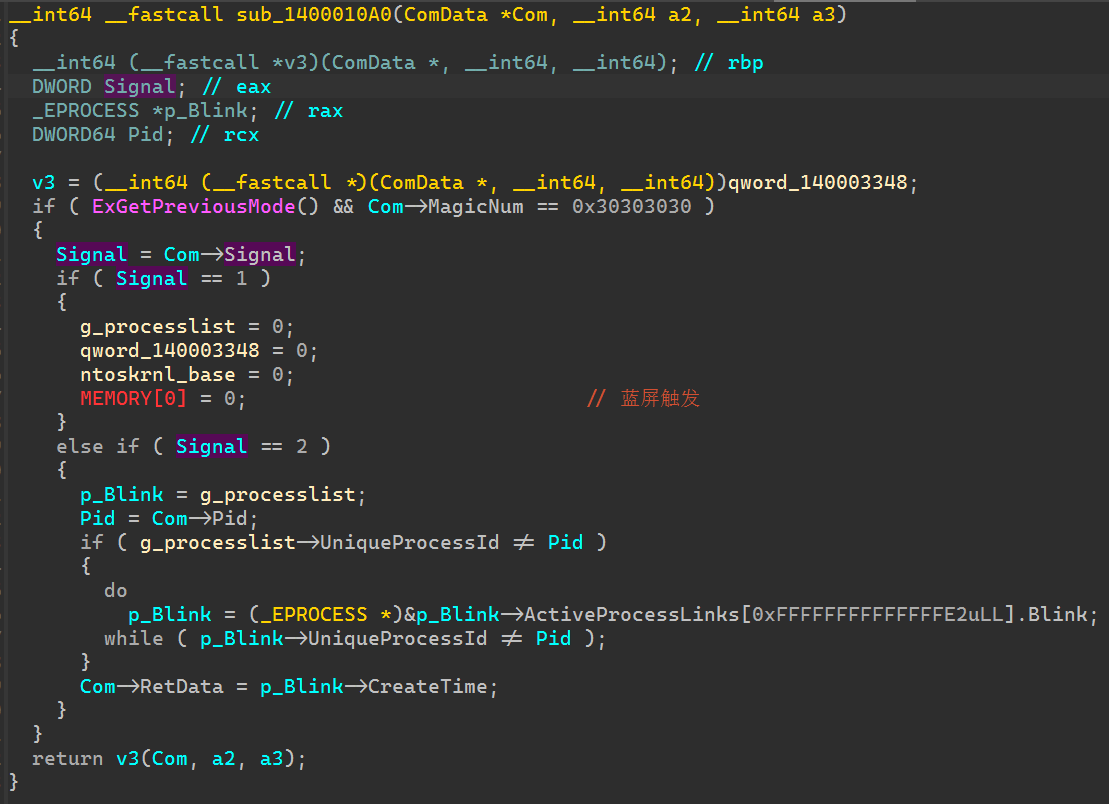 __int64 __fastcall sub_1400010A0(ComData *Com, __int64 a2, __int64 a3)
{
  __int64 (__fastcall *v3)(ComData *, __int64, __int64); // rbp
  DWORD Signal; // eax
  _EPROCESS *p_Blink; // rax
  DWORD64 Pid; // rcx

  v3 = (__int64 (__fastcall *)(ComData *, __int64, __int64))qword_140003348;
  if ( ExGetPreviousMode() && Com->MagicNum == 0x30303030 )
  {
    Signal = Com->Signal;
    if ( Signal == 1 )
    {
      g_processlist = 0;
      qword_140003348 = 0;
      ntoskrnl_base = 0;
      MEMORY[0] = 0;                            // 蓝屏触发
    }
    else if ( Signal == 2 )
    {
      p_Blink = g_processlist;
      Pid = Com->Pid;
      if ( g_processlist->UniqueProcessId != Pid )
      {
        do
          p_Blink = (_EPROCESS *)&p_Blink->ActiveProcessLinks[0xFFFFFFFFFFFFFFE2uLL].Blink;
        while ( p_Blink->UniqueProcessId != Pid );
      }
      Com->RetData = p_Blink->CreateTime;
    }
  }
  return v3(Com, a2, a3);
}